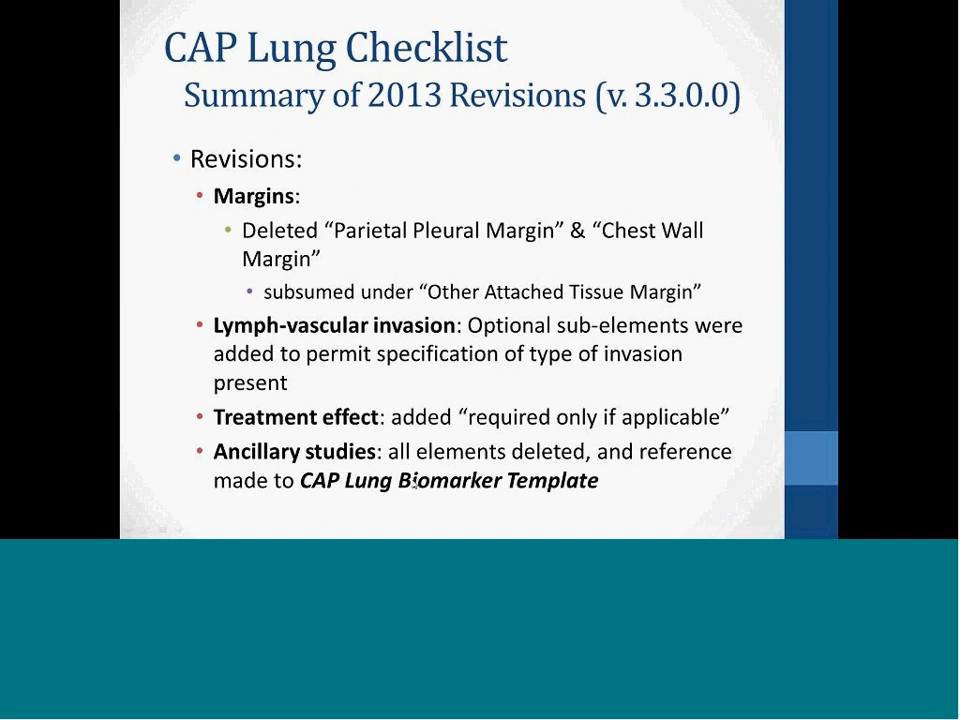 CAP Lung Checklist
Summary of 2013 Revisions (v. 3.3.0.0)
• Revisions:
• Margins:
• Deleted “Parietal Pleural Margin” & “Chest Wall
Margin”
• subsumed under “Other Attached Tissue Margin”
• Lymph-vascular invasion: Optional sub-elements were
added to permit specification of type of invasion
present
• Treatment effect: added “required only if applicable”
• Ancillary studies: all elements deleted, and reference
made to CAP Lung Biomarker Template